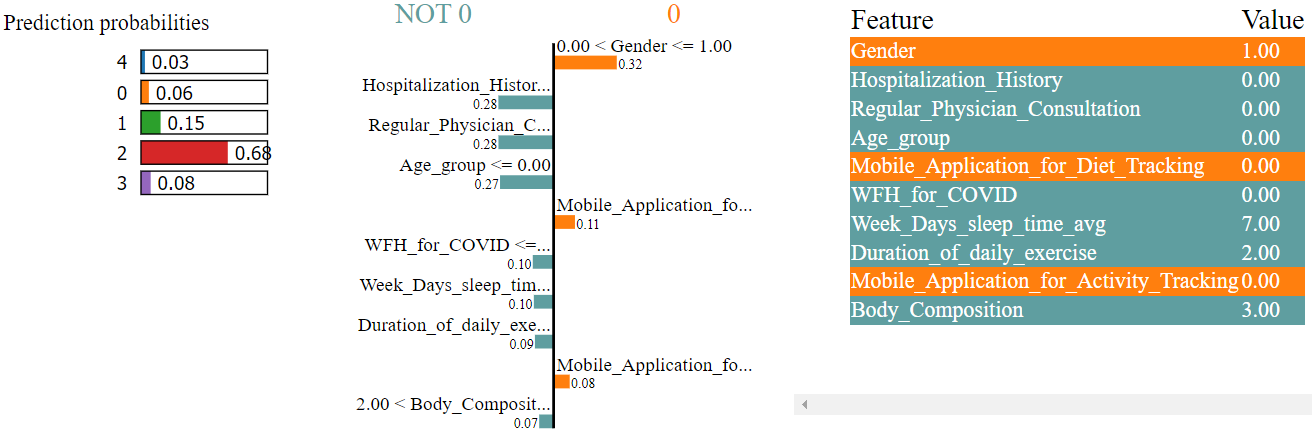 Prediction probabilities
4 0.03
0 0.06
1 0.15
2 0.68
3 0.08
NOT 0 0
0.00 < Gender <= 1.00
0.32
Hospitalization_Histor...
0.28
Regular_Physician_C...
0.28
Age_group <= 0.00
0.27
Mobile_Application_fo...
0.11
WFH_for_COVID <=...
0.10
Week_Days_sleep_tim...
0.10
Duration_of_daily_exe...
0.09
Mobile_Application_fo...
0.08
2.00 < Body_Composit...
0.07
Feature Value
Gender 1.00
Hospitalization_History 0.00
Regular_Physician_Consultation 0.00
Age_group 0.00
Mobile_Application_for_Diet_Tracking 0.00
WFH_for_COVID 0.00
Week_Days_sleep_time_avg 7.00
Duration_of_daily_exercise 2.00
Mobile_Application_for_Activity_Tracking 0.00
Body_Composition 3.00